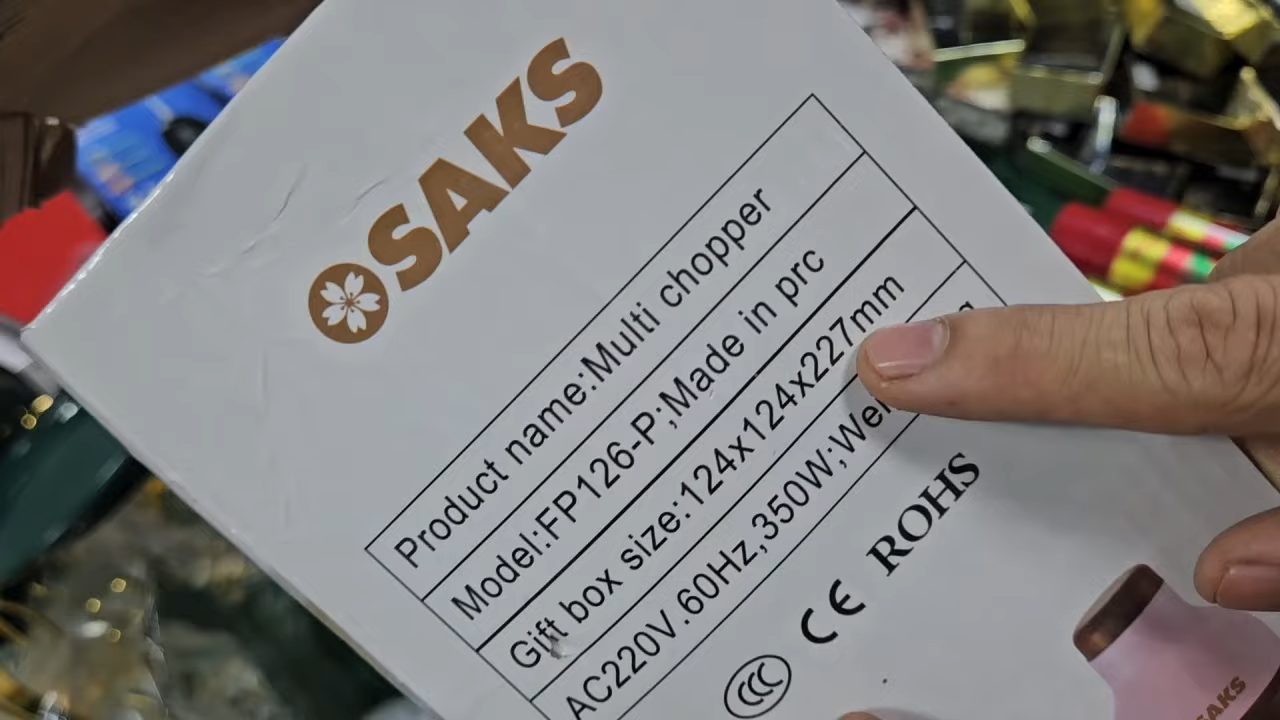 SAKS
Product name:Multi chopper
Model:FP126-P;Made in prc
Gift box size:124x124x227mm
AC220V.60Hz,350W;
CE ROHS
CCC
SAKS